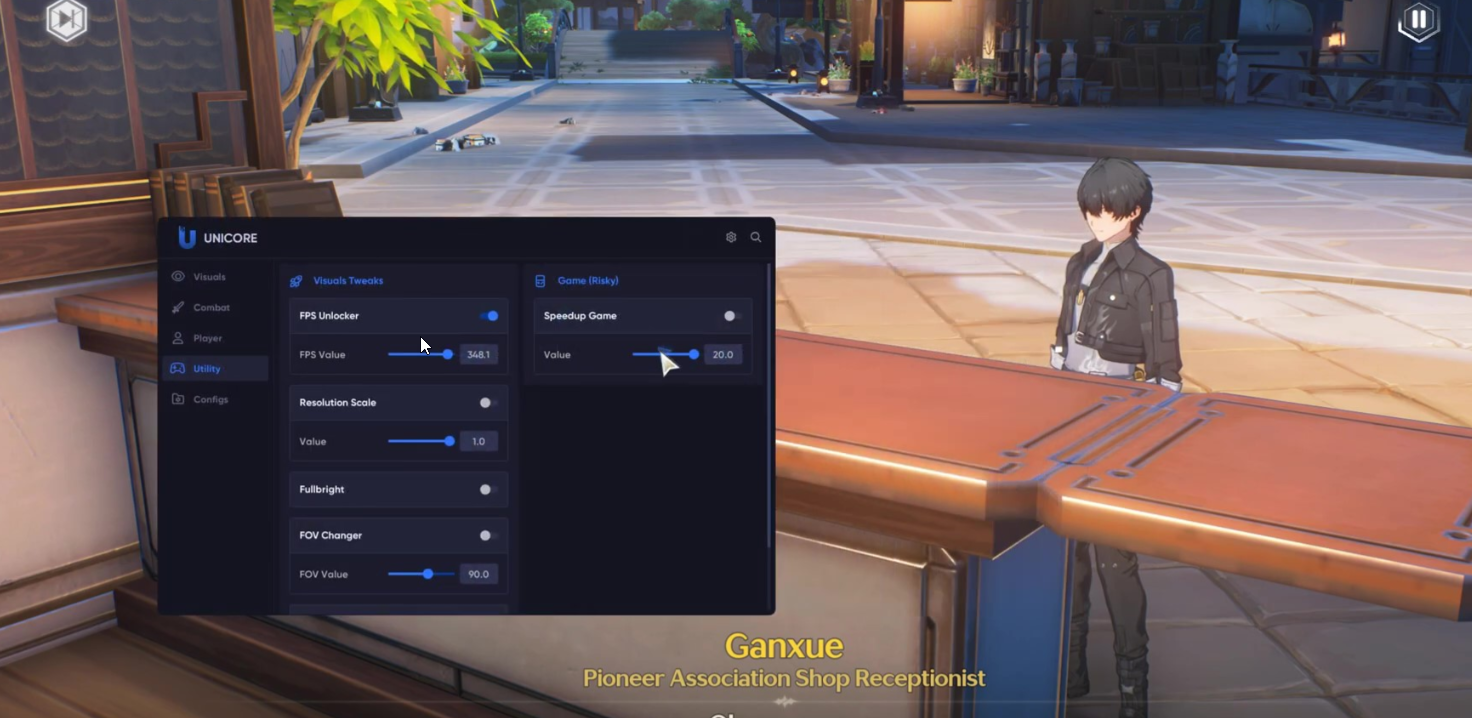 UNICORE
Visuals
Combat
Player
Utility
Configs
Visuals Tweaks
FPS Unlocker
FPS Value 348.1
Resolution Scale
Value 1.0
Fullbright
FOV Changer
FOV Value 90.0
Game (Risky)
Speedup Game
Value 20.0
Ganxue
Pioneer Association Shop Receptionist